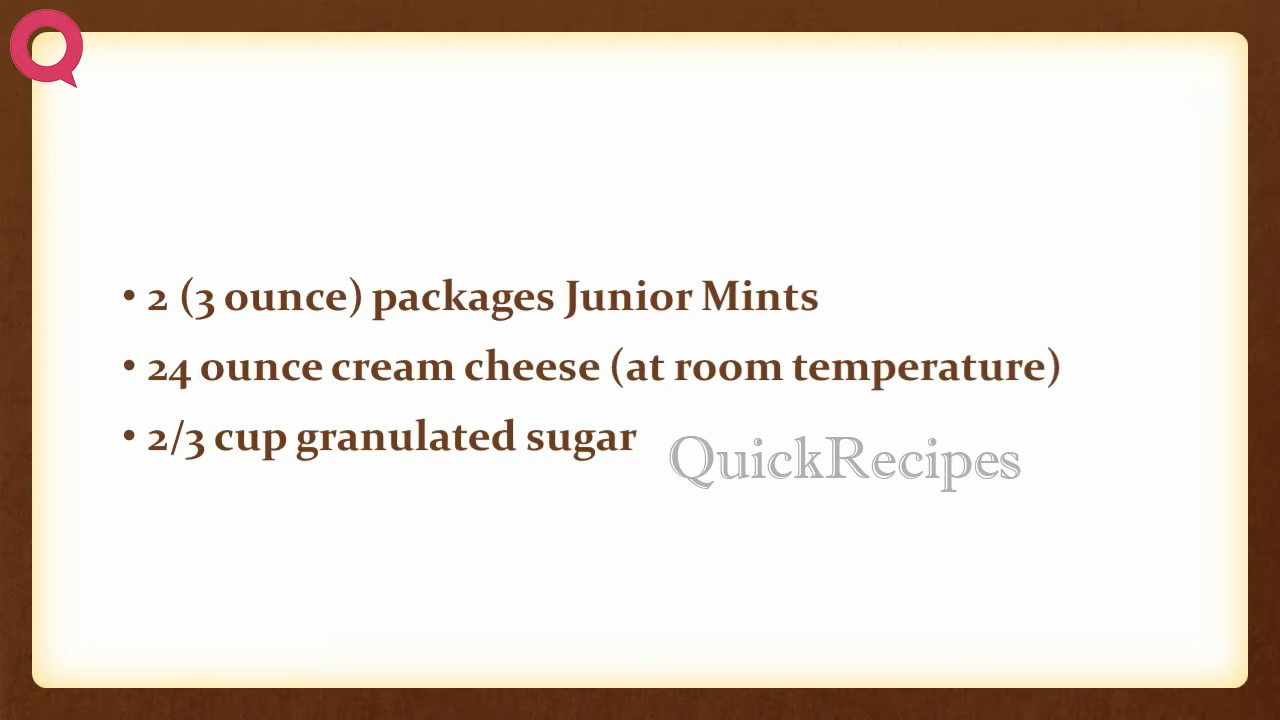 • 2 (3 ounce) packages Junior Mints
• 24 ounce cream cheese (at room temperature)
• 2/3 cup granulated sugar
QuickRecipes